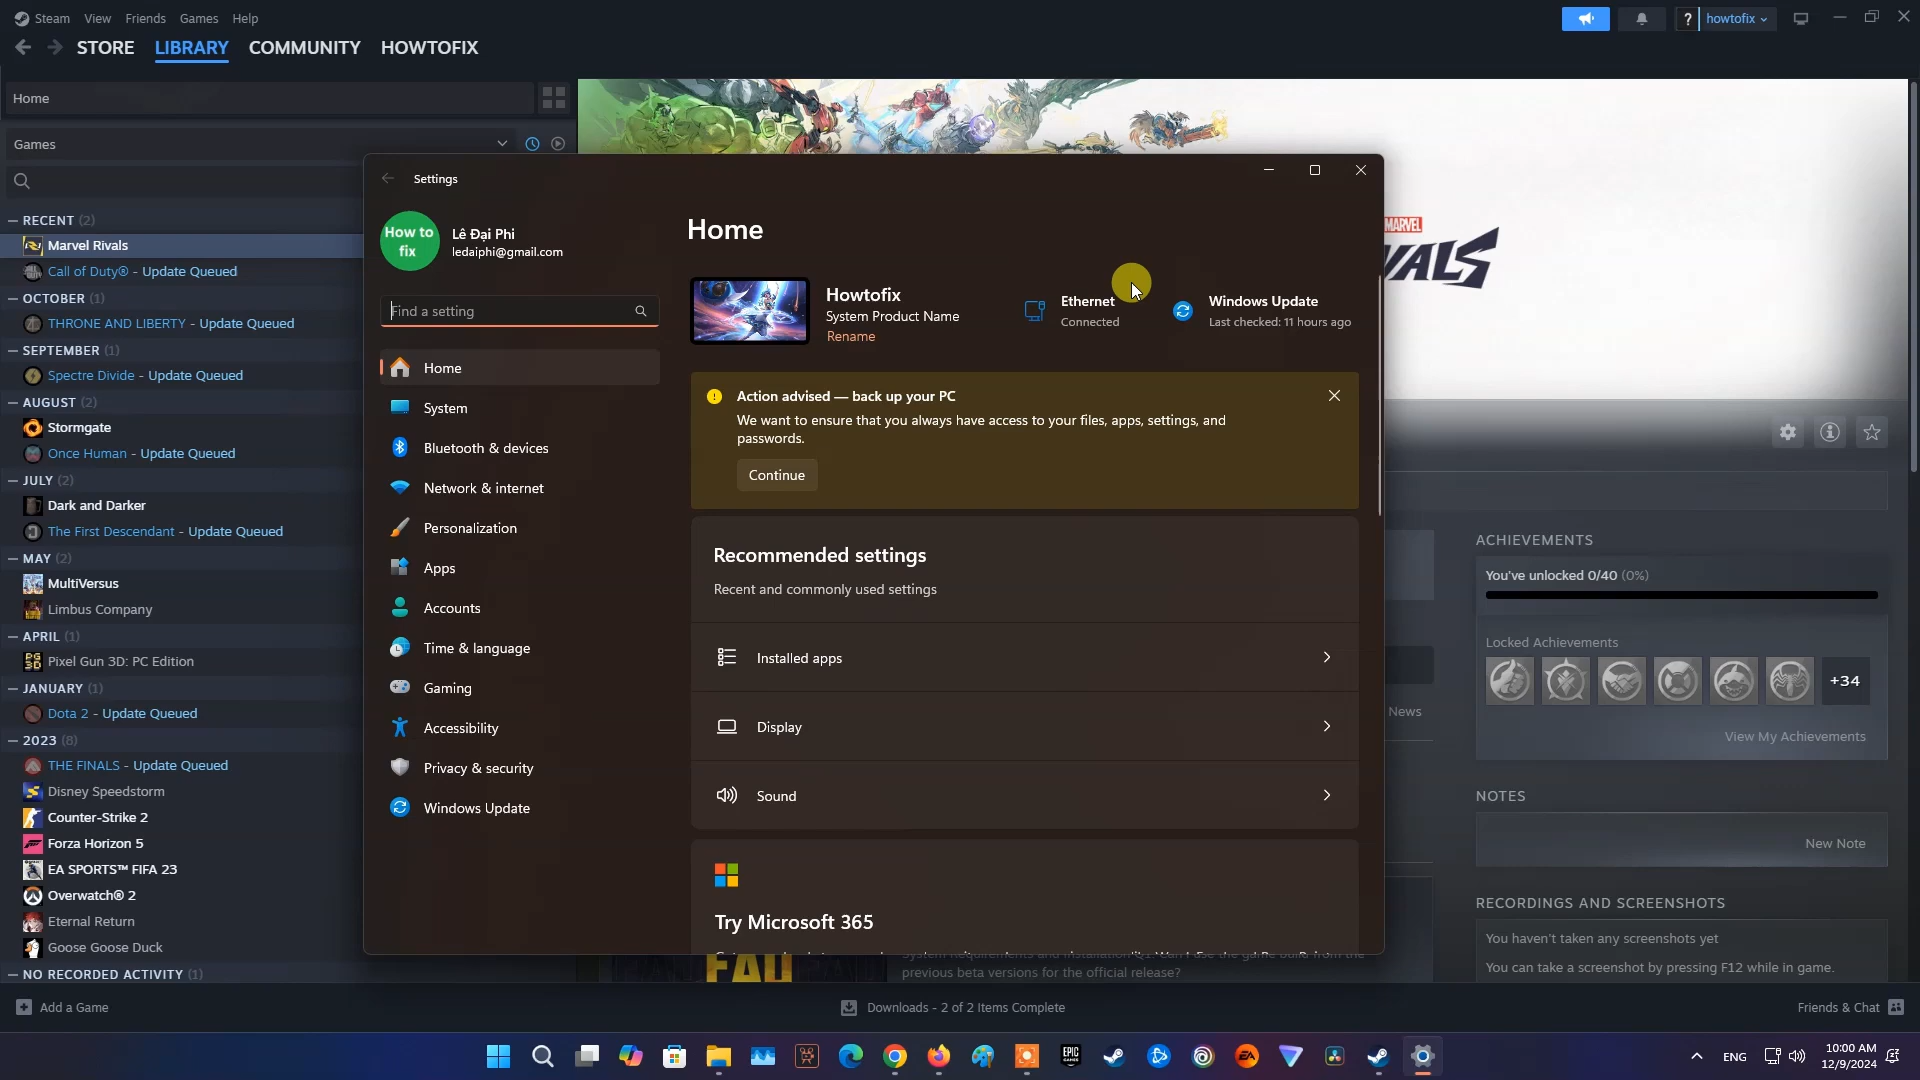 Steam View Friends Games Help
? howtofix
STORE LIBRARY COMMUNITY HOWTOFIX
Home
Games
— RECENT (2)
Marvel Rivals
Call of Duty® - Update Queued
— OCTOBER (1)
THRONE AND LIBERTY - Update Queued
— SEPTEMBER (1)
Spectre Divide - Update Queued
— AUGUST (2)
Stormgate
Once Human - Update Queued
— JULY (2)
Dark and Darker
The First Descendant - Update Queued
— MAY (2)
MultiVersus
Limbus Company
— APRIL (1)
Pixel Gun 3D: PC Edition
— JANUARY (1)
Dota 2 - Update Queued
— 2023 (8)
THE FINALS - Update Queued
Disney Speedstorm
Counter-Strike 2
Forza Horizon 5
EA SPORTS™ FIFA 23
Overwatch® 2
Eternal Return
Goose Goose Duck
— NO RECORDED ACTIVITY (1)
Settings
How to
fix
Lê Đại Phi
ledaiphi@gmail.com
Find a setting
Home
System
Bluetooth & devices
Network & internet
Personalization
Apps
Accounts
Time & language
Gaming
Accessibility
Privacy & security
Windows Update
Home
Howtofix
System Product Name
Rename
Ethernet
Connected
Windows Update
Last checked: 11 hours ago
Action advised — back up your PC
We want to ensure that you always have access to your files, apps, settings, and
passwords.
Continue
Recommended settings
Recent and commonly used settings
Installed apps
Display
Sound
Try Microsoft 365
previous beta versions for the official release?
MARVEL
News
ACHIEVEMENTS
You've unlocked 0/40 (0%)
Locked Achievements
+34
View My Achievements
NOTES
New Note
RECORDINGS AND SCREENSHOTS
You haven't taken any screenshots yet
You can take a screenshot by pressing F12 while in game.
Add a Game
Downloads - 2 of 2 Items Complete
Friends & Chat
EPIC
EA
ENG
10:00 AM
12/9/2024